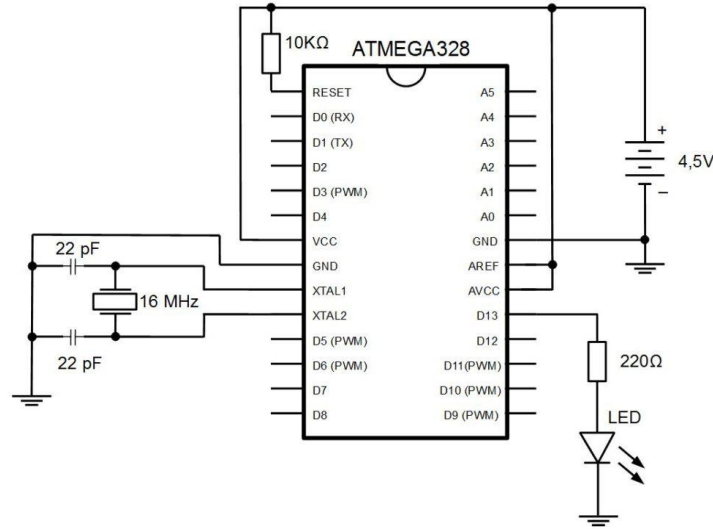 10KΩ
ATMEGA328
RESET
D0 (RX)
D1 (TX)
D2
D3 (PWM)
D4
VCC
GND
XTAL1
XTAL2
D5 (PWM)
D6 (PWM)
D7
D8
A5
A4
A3
A2
A1
A0
GND
AREF
AVCC
D13
D12
D11(PWM)
D10 (PWM)
D9 (PWM)
+
4,5V
−
22 pF
16 MHz
22 pF
220Ω
LED